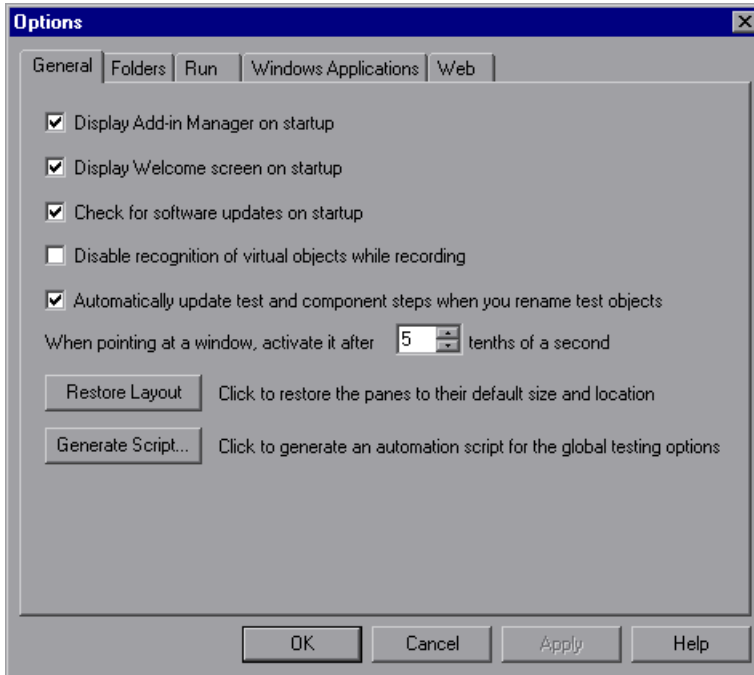 Options
General Folders Run Windows Applications Web
Display Add-in Manager on startup
Display Welcome screen on startup
Check for software updates on startup
Disable recognition of virtual objects while recording
Automatically update test and component steps when you rename test objects
When pointing at a window, activate it after 5 tenths of a second
Restore Layout Click to restore the panes to their default size and location
Generate Script... Click to generate an automation script for the global testing options
OK Cancel Apply Help